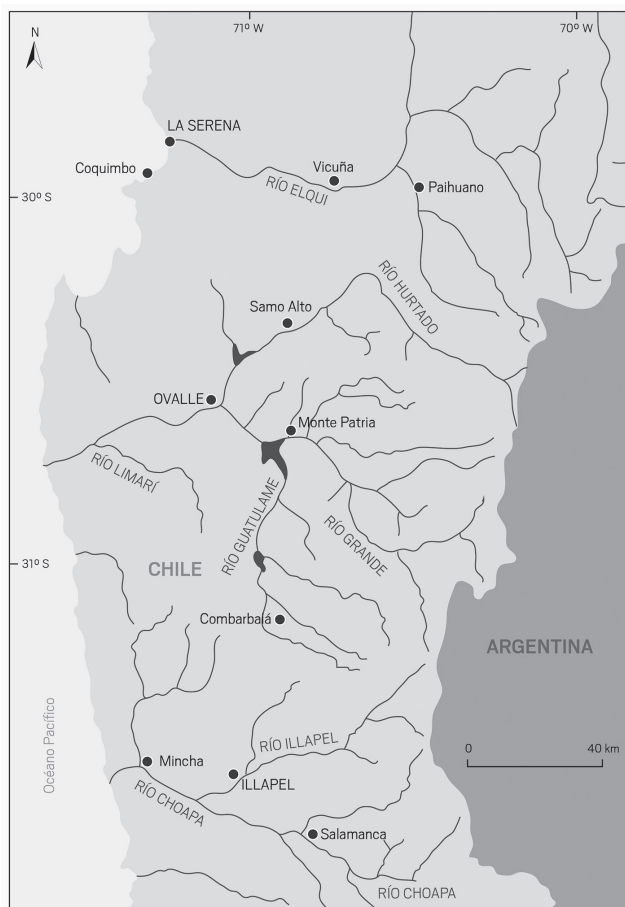 N
71º W
70º W
LA SERENA
Coquimbo
Vicuña
Paihuano
RÍO ELQUI
30º S
RÍO HURTADO
Samo Alto
OVALLE
Monte Patria
RÍO LIMARÍ
RÍO GUATULAME
RÍO GRANDE
31º S
CHILE
Combarbalá
ARGENTINA
Océano Pacífico
RÍO ILLAPEL
0 40 km
Mincha
ILLAPEL
RÍO CHOAPA
Salamanca
RÍO CHOAPA